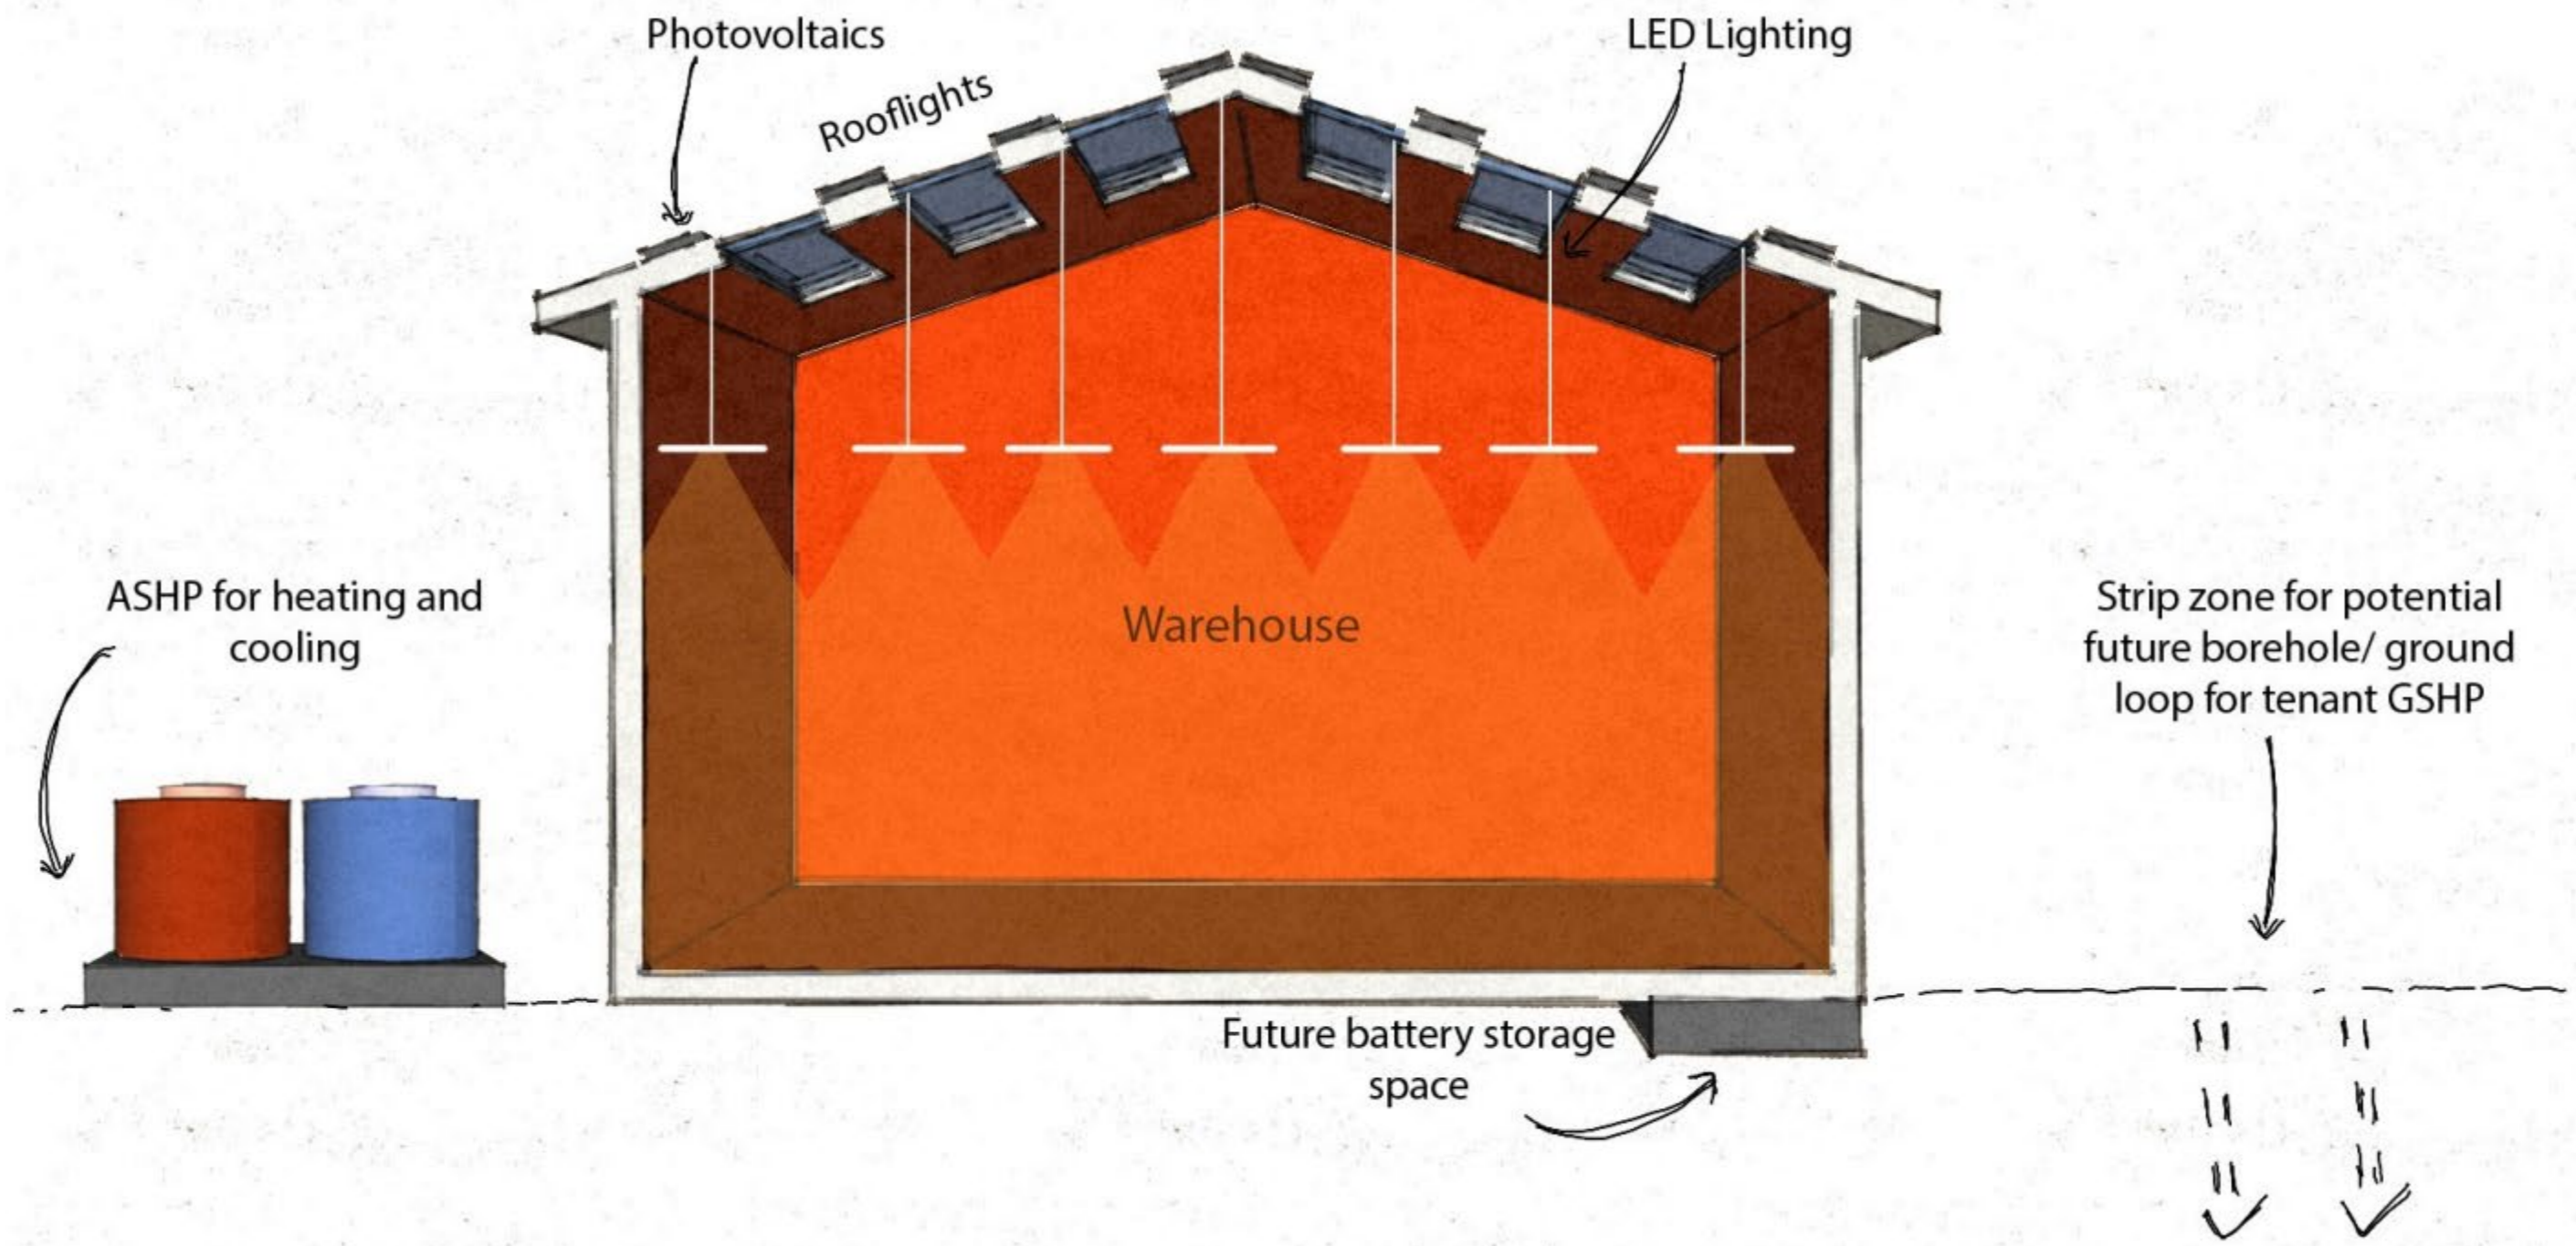 Photovoltaics
LED Lighting
Rooflights
ASHP for heating and
cooling
Warehouse
Strip zone for potential
future borehole/ ground
loop for tenant GSHP
Future battery storage
space